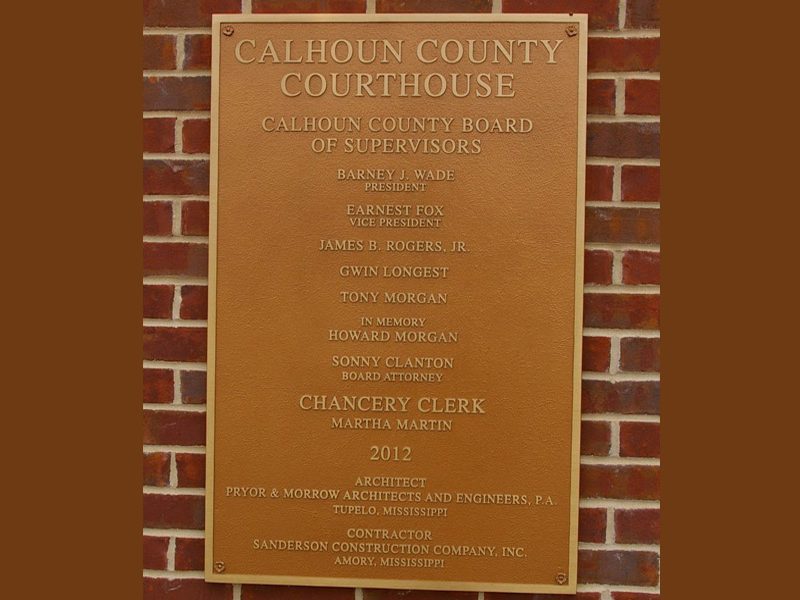 CALHOUN COUNTY
COURTHOUSE
CALHOUN COUNTY BOARD
OF SUPERVISORS
BARNEY J. WADE
PRESIDENT
EARNEST FOX
VICE PRESIDENT
JAMES B. ROGERS, JR.
GWIN LONGEST
TONY MORGAN
IN MEMORY
HOWARD MORGAN
SONNY CLANTON
BOARD ATTORNEY
CHANCERY CLERK
MARTHA MARTIN
2012
ARCHITECT
PRYOR & MORROW ARCHITECTS AND ENGINEERS, P.A.
TUPELO, MISSISSIPPI
CONTRACTOR
SANDERSON CONSTRUCTION COMPANY, INC.
AMORY, MISSISSIPPI